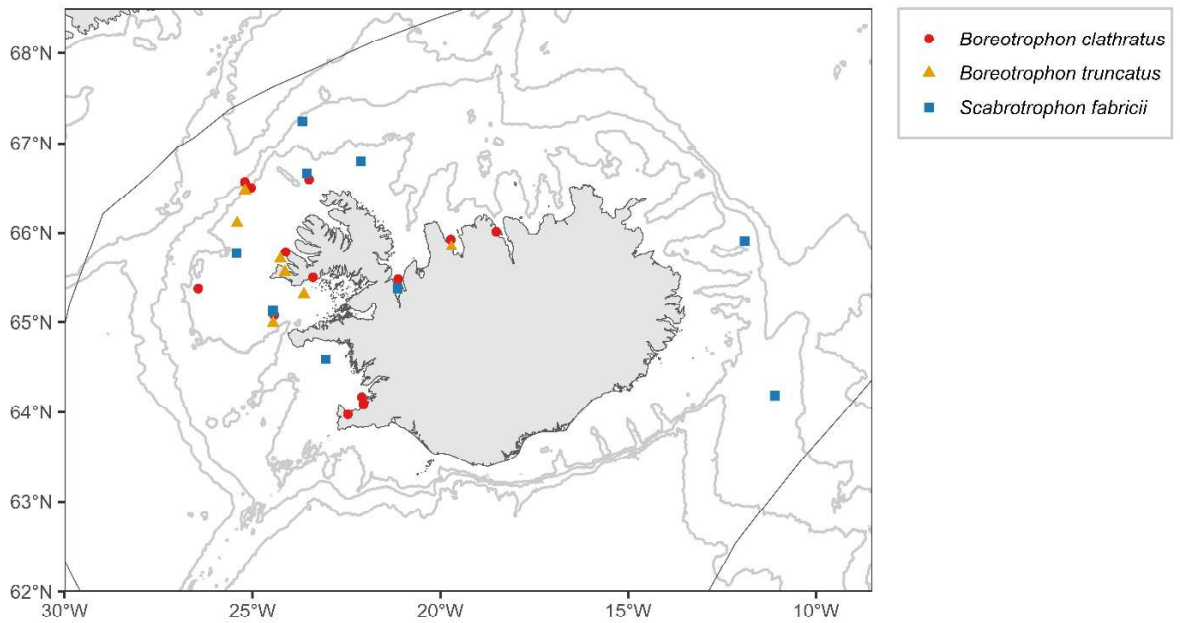 68°N
67°N
66°N
65°N
64°N
63°N
62°N
30°W
25°W
20°W
15°W
10°W
Boreotrophon clathratus
Boreotrophon truncatus
Scabrotrophon fabricii